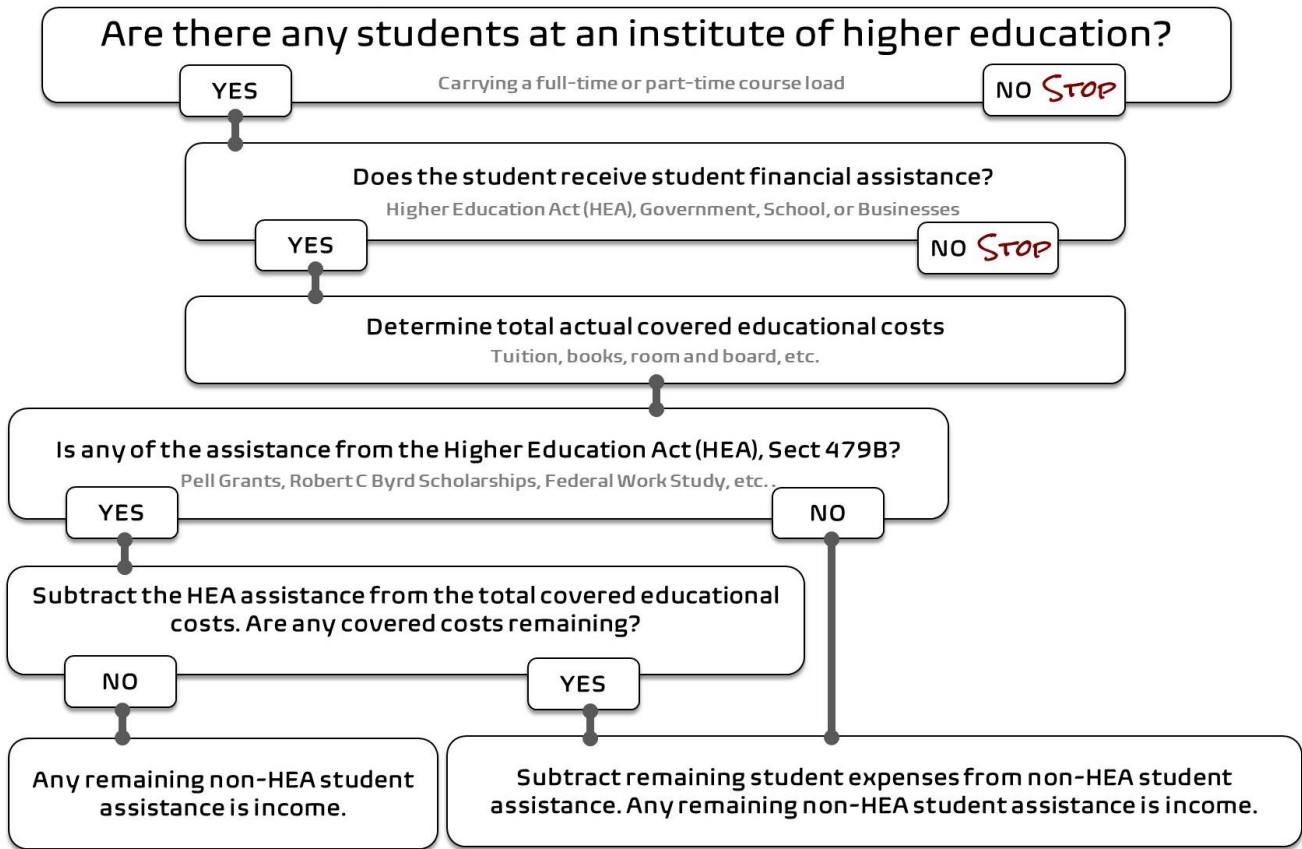 Are there any students at an institute of higher education?
Carrying a full-time or part-time course load
YES
NO STOP
Does the student receive student financial assistance?
Higher Education Act (HEA), Government, School, or Businesses
YES
NO STOP
Determine total actual covered educational costs
Tuition, books, room and board, etc.
Is any of the assistance from the Higher Education Act (HEA), Sect 479B?
Pell Grants, Robert C Byrd Scholarships, Federal Work Study, etc. .
YES
NO
Subtract the HEA assistance from the total covered educational
costs. Are any covered costs remaining?
NO
YES
Any remaining non-HEA student
assistance is income.
Subtract remaining student expenses from non-HEA student
assistance. Any remaining non-HEA student assistance is income.